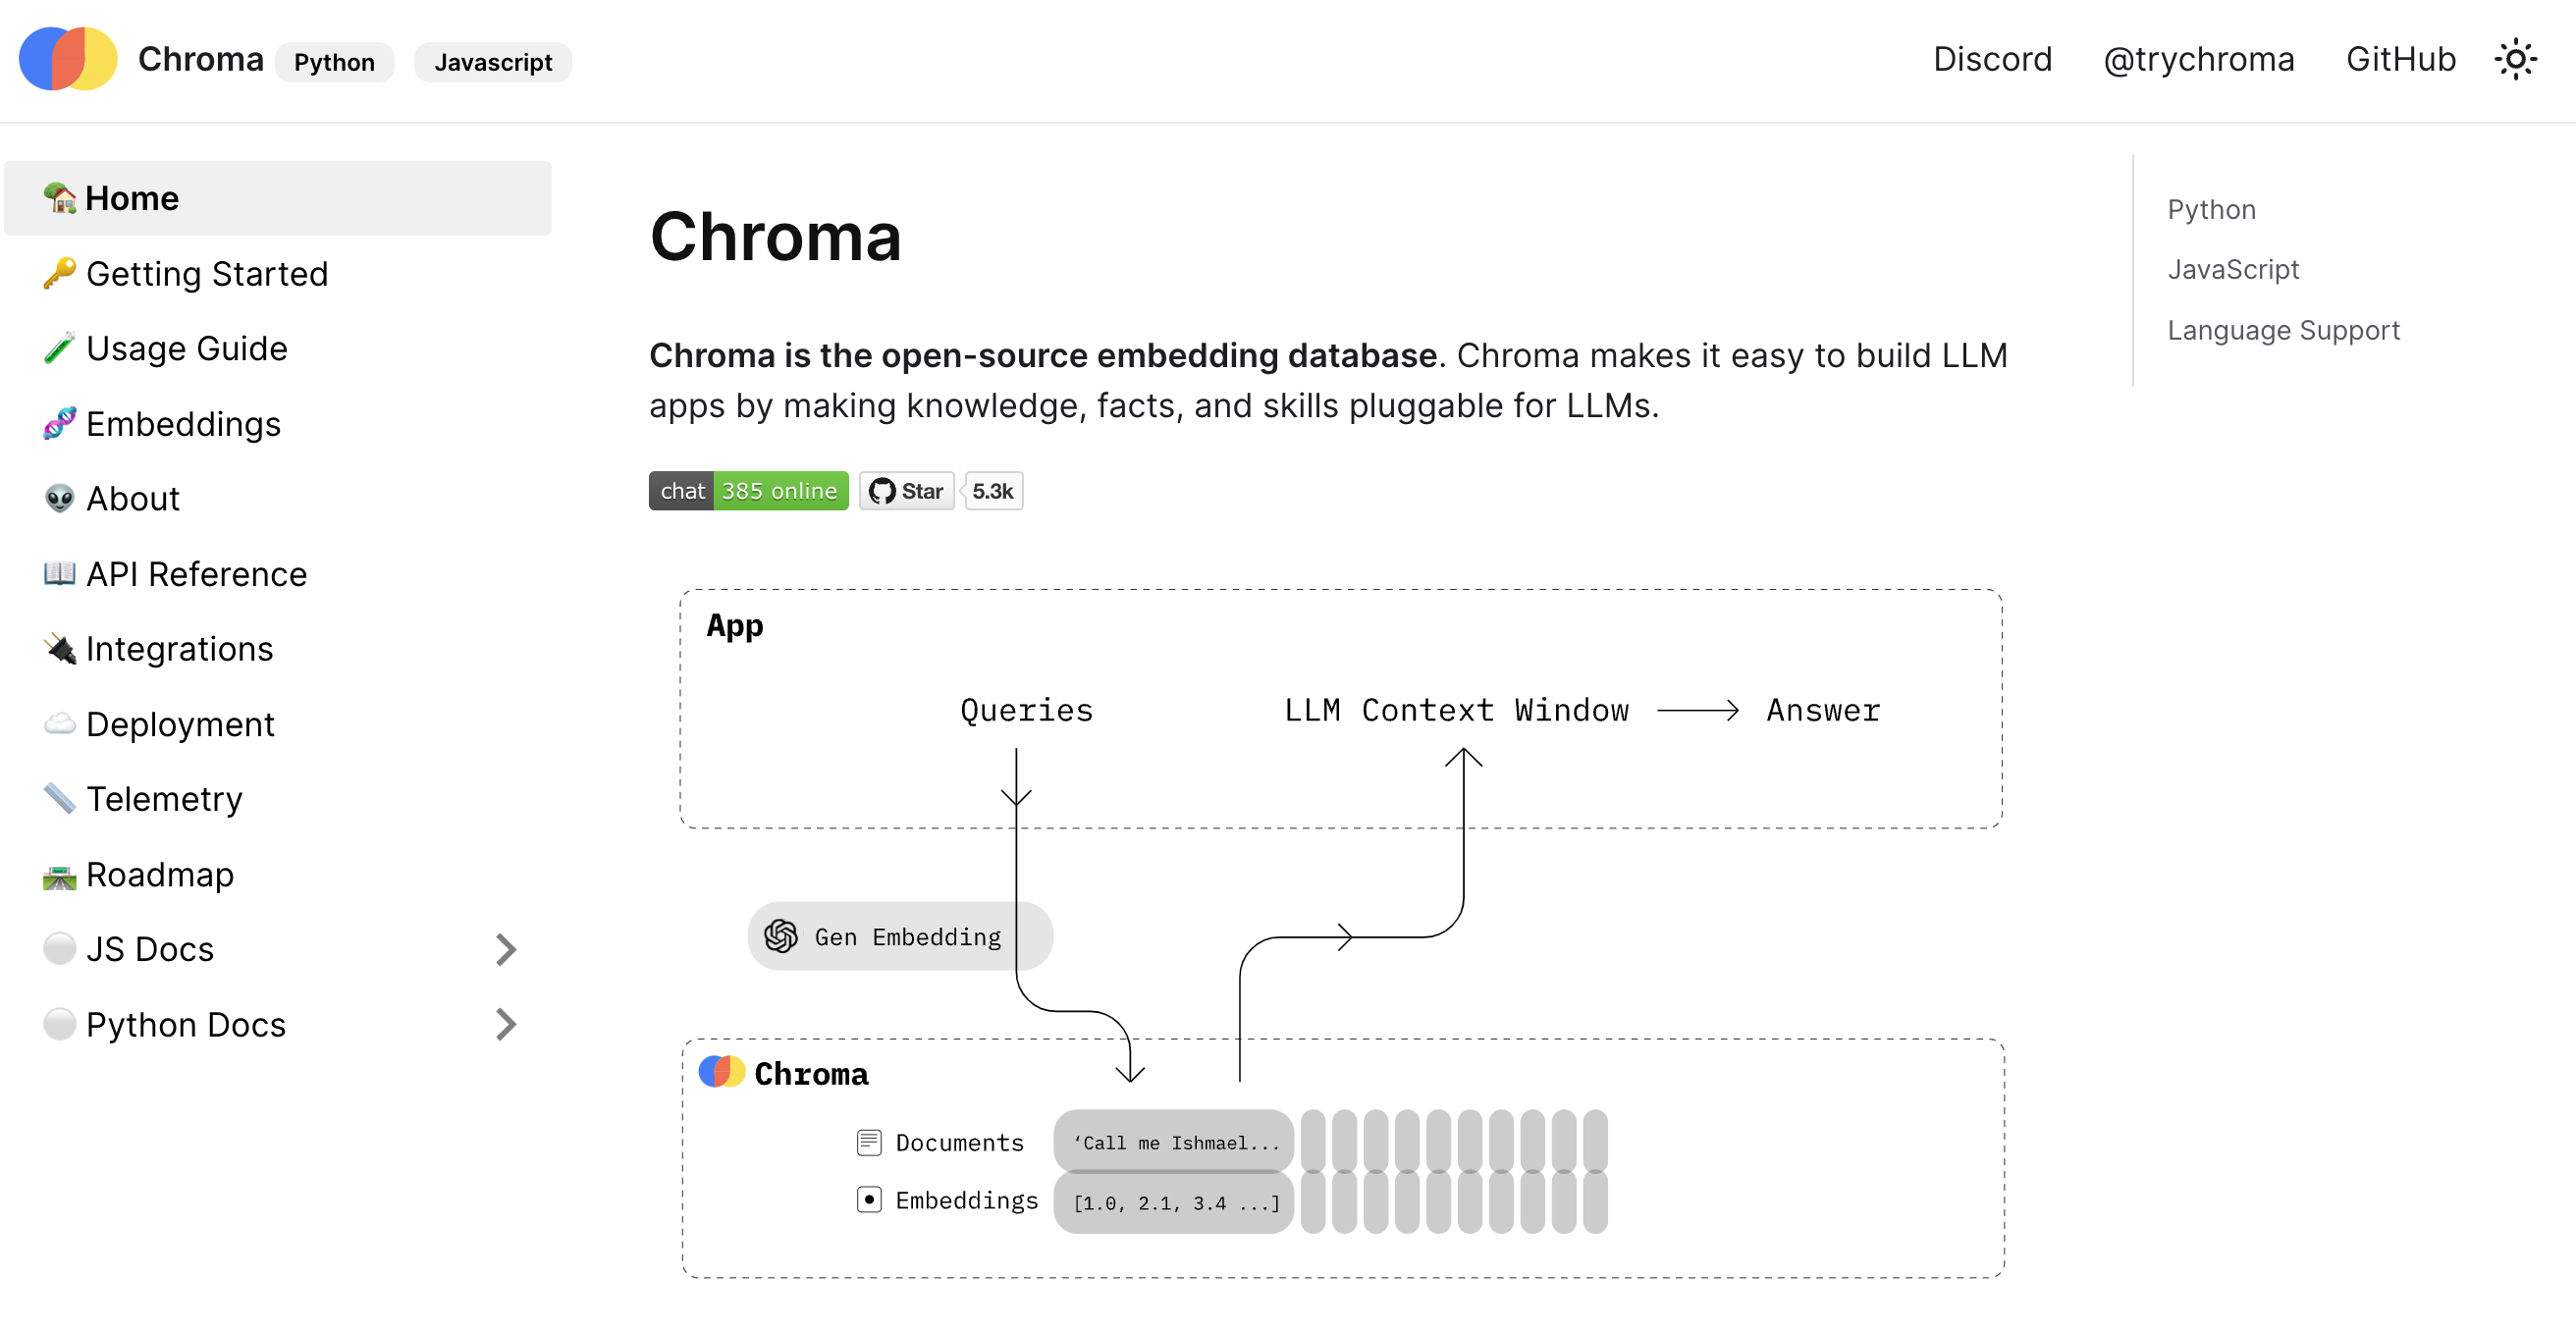 Chroma Python Javascript Discord @trychroma GitHub
Home
Getting Started
Usage Guide
Embeddings
About
API Reference
Integrations
Deployment
Telemetry
Roadmap
JS Docs
Python Docs
Chroma
Chroma is the open-source embedding database. Chroma makes it easy to build LLM
apps by making knowledge, facts, and skills pluggable for LLMs.
chat 385 online Star 5.3k
App
Queries LLM Context Window Answer
Gen Embedding
Chroma
Documents ‘Call me Ishmael...
Embeddings [1.0, 2.1, 3.4 ...]
Python
JavaScript
Language Support